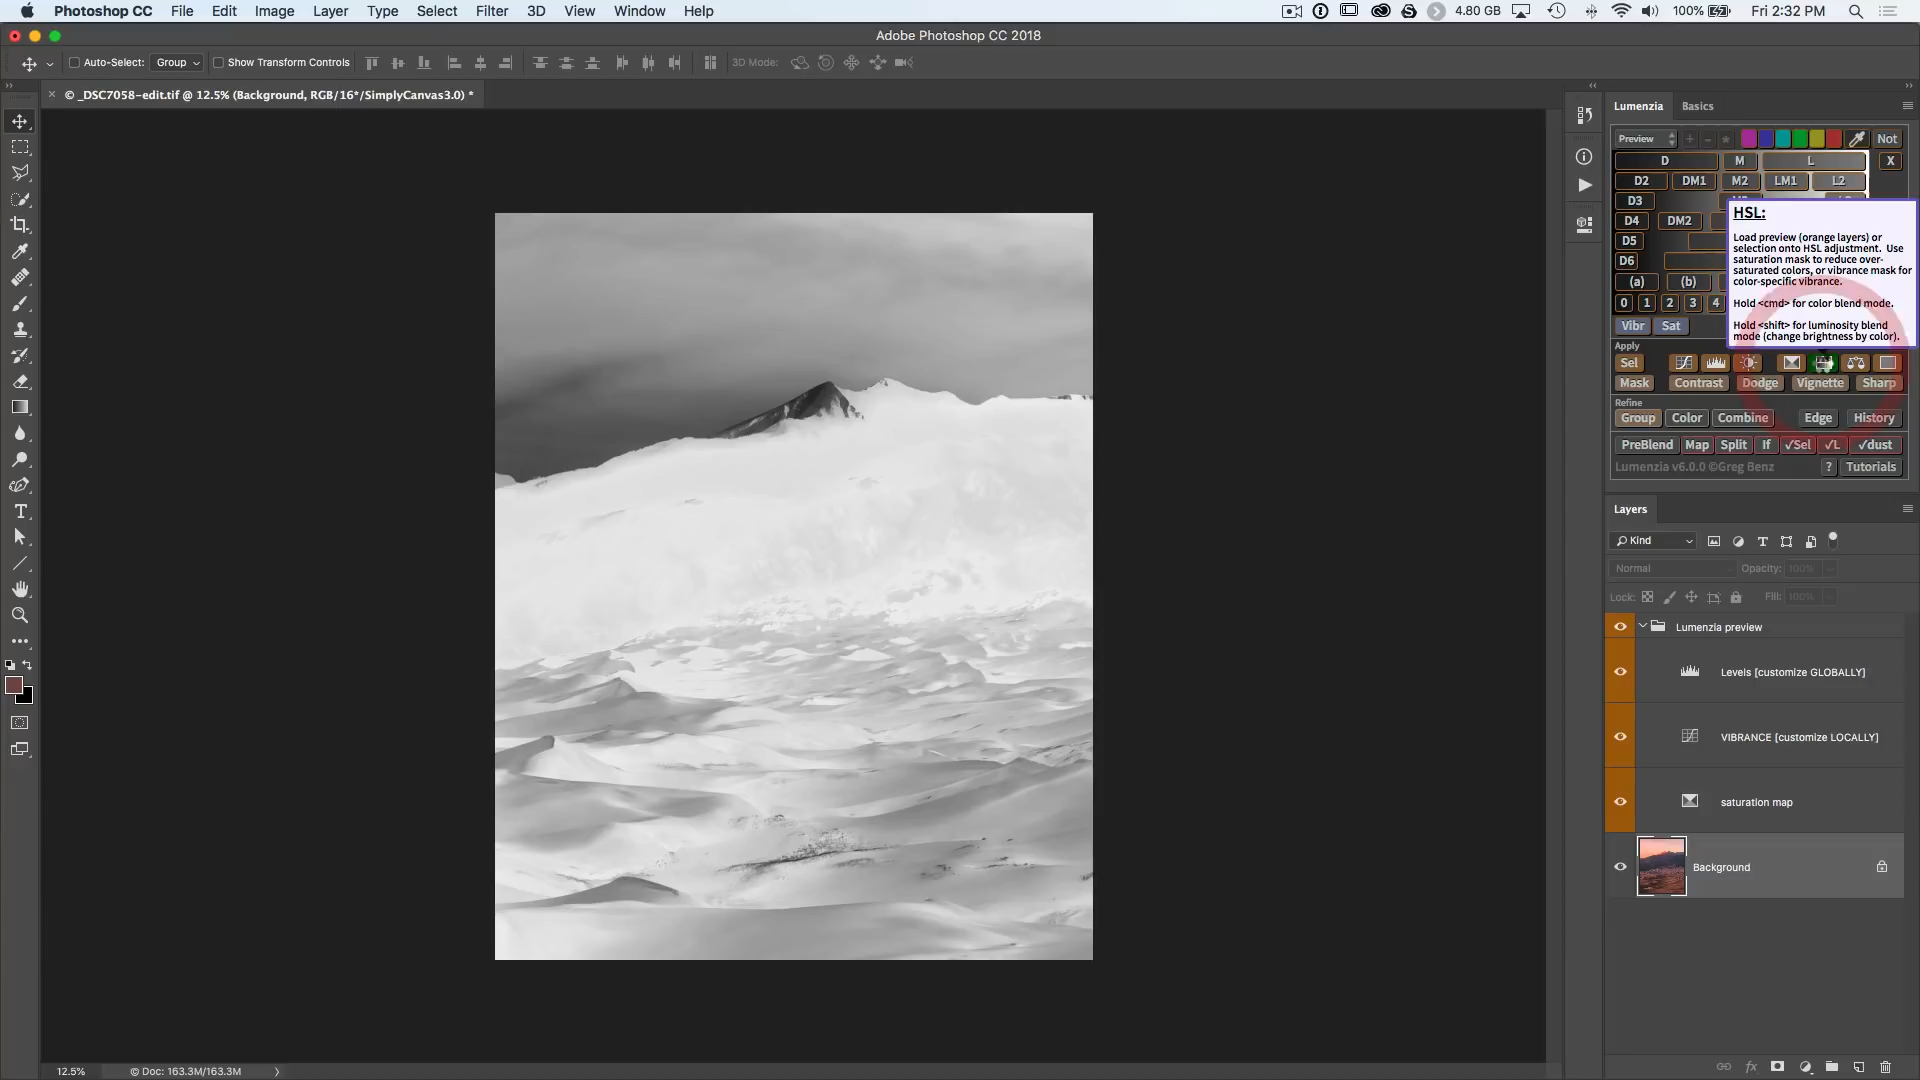 Photoshop CC File Edit Image Layer Type Select Filter 3D View Window Help 4.80 GB 100% Fri 2:32 PM
Adobe Photoshop CC 2018
Auto-Select: Group Show Transform Controls 3D Mode:
© _DSC7058-edit.tif @ 12.5% (Background, RGB/16*/SimplyCanvas3.0) *
Lumenzia Basics
Preview + - * Not
D M L X
D2 DM1 M2 LM1 L2
D3
D4 DM2
D5
D6
(a) (b)
0 1 2 3 4
Vibr Sat
HSL:
Load preview (orange layers) or
selection onto HSL adjustment. Use
saturation mask to reduce over-
saturated colors, or vibrance mask for
color-specific vibrance.
Hold <cmd> for color blend mode.
Hold <shift> for luminosity blend
mode (change brightness by color).
Apply
Sel
Mask Contrast Dodge Vignette Sharp
Refine
Group Color Combine Edge History
PreBlend Map Split If √Sel √L √dust
Lumenzia v6.0.0 ©Greg Benz ? Tutorials
Layers
Kind
Normal Opacity: 100%
Lock: Fill: 100%
Lumenzia preview
Levels [customize GLOBALLY]
VIBRANCE [customize LOCALLY]
saturation map
Background
fx
12.5% © Doc: 163.3M/163.3M